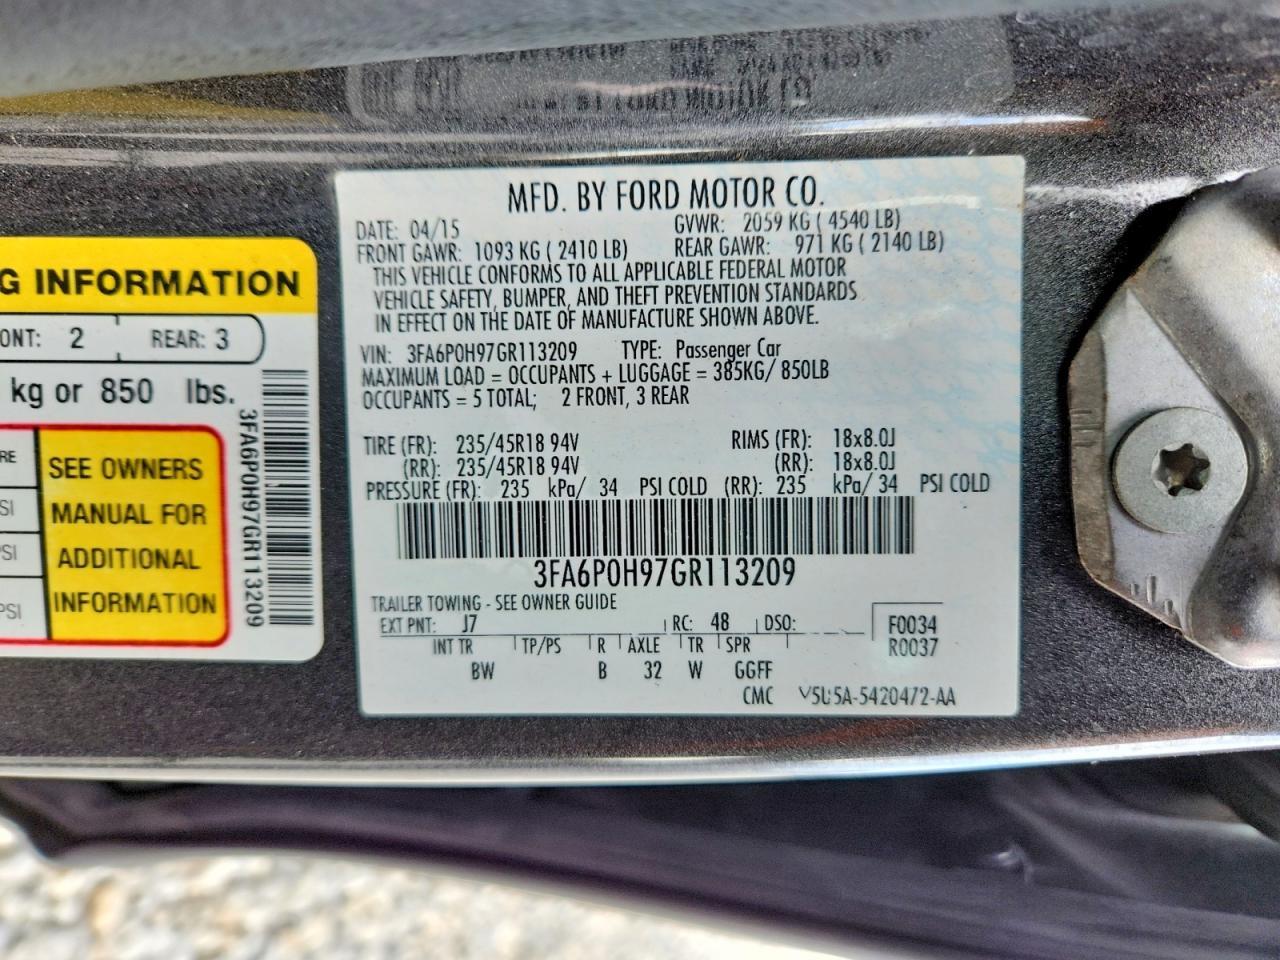 MFD. BY FORD MOTOR CO.
DATE: 04/15 GVWR: 2059 KG ( 4540 LB)
FRONT GAWR: 1093 KG ( 2410 LB) REAR GAWR: 971 KG ( 2140 LB)
THIS VEHICLE CONFORMS TO ALL APPLICABLE FEDERAL MOTOR
VEHICLE SAFETY, BUMPER, AND THEFT PREVENTION STANDARDS
IN EFFECT ON THE DATE OF MANUFACTURE SHOWN ABOVE.
VIN: 3FA6P0H97GR113209 TYPE: Passenger Car
MAXIMUM LOAD = OCCUPANTS + LUGGAGE = 385KG/ 850LB
OCCUPANTS = 5 TOTAL; 2 FRONT, 3 REAR
TIRE (FR): 235/45R18 94V RIMS (FR): 18x8.0J
(RR): 235/45R18 94V (RR): 18x8.0J
PRESSURE (FR): 235 kPa/ 34 PSI COLD (RR): 235 kPa/ 34 PSI COLD
3FA6P0H97GR113209
TRAILER TOWING - SEE OWNER GUIDE
EXT PNT: J7 RC: 48 DSO: F0034
INT TR TP/PS R AXLE TR SPR R0037
BW B 32 W GGFF
CMC V5U5A-5420472-AA
G INFORMATION
ONT: 2 REAR: 3
kg or 850 lbs.
3FA6P0H97GR113209
RE
SI
PSI
PSI
SEE OWNERS
MANUAL FOR
ADDITIONAL
INFORMATION